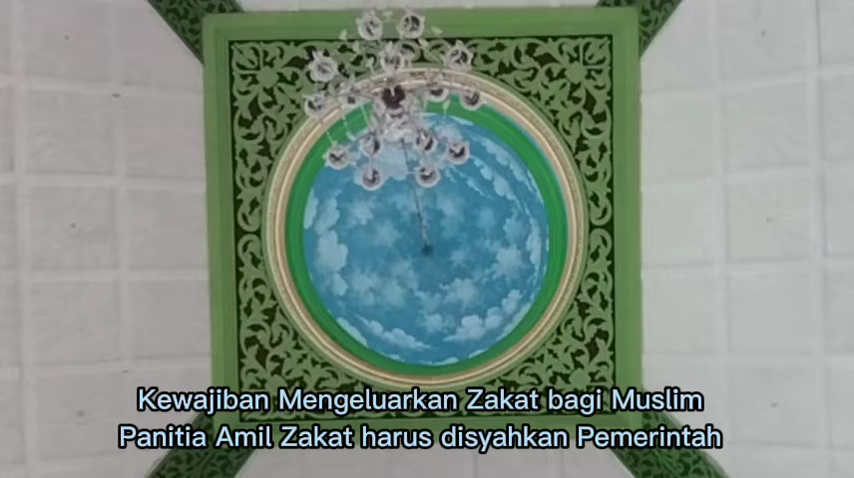 Kewajiban Mengeluarkan Zakat bagi Muslim
Panitia Amil Zakat harus disyahkan Pemerintah